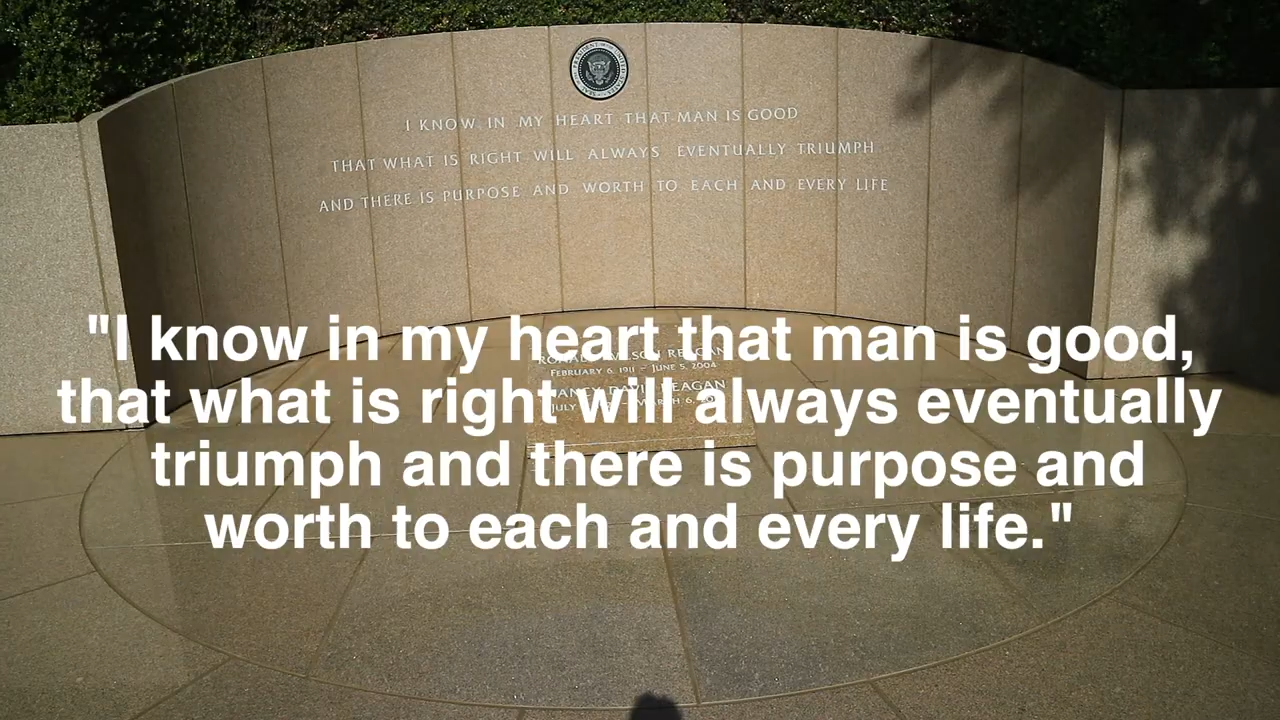 I KNOW IN MY HEART THAT MAN IS GOOD
THAT WHAT IS RIGHT WILL ALWAYS EVENTUALLY TRIUMPH
AND THERE IS PURPOSE AND WORTH TO EACH AND EVERY LIFE
"I know in my heart that man is good,
that what is right will always eventually
triumph and there is purpose and
worth to each and every life."
REAGAN
FEBRUARY 6, 1911 – JUNE 5, 2004
REAGAN
JULY